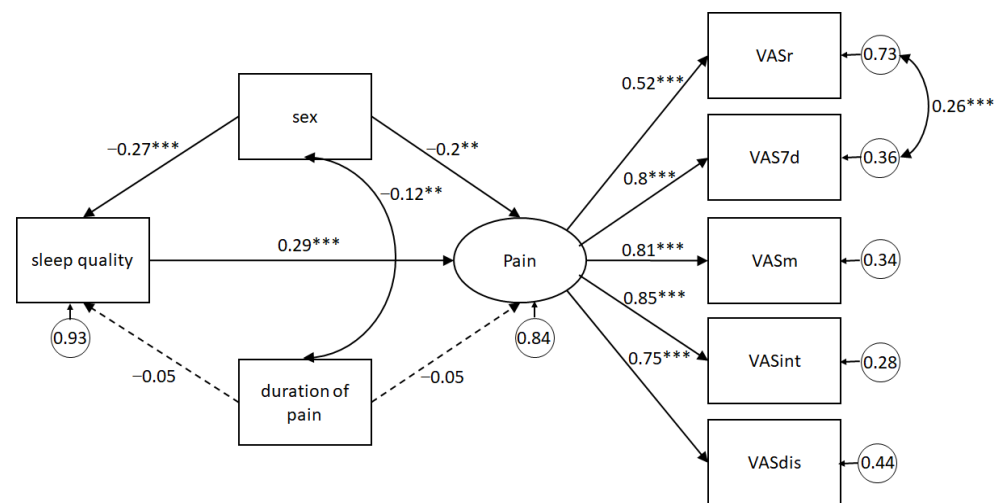 VASr
0.73
0.52***
0.26***
sex
−0.27***
−0.2**
VAS7d
0.36
0.8***
−0.12**
sleep quality
0.29***
Pain
0.81***
VASm
0.34
0.85***
0.93
0.84
0.75***
VASint
0.28
−0.05
−0.05
duration of
pain
VASdis
0.44